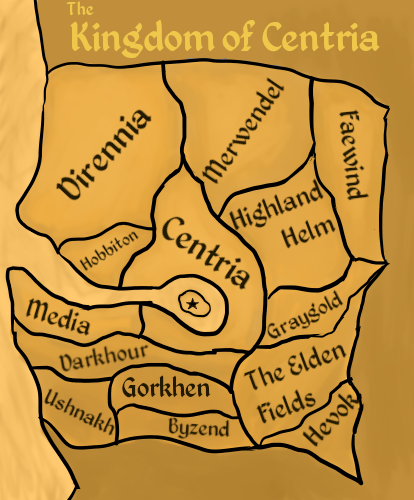 The
Kingdom of Centria
Dirennia
Merwendel
Faewind
Highland
Helm
Hobbiton
Centria
Media
Graygold
Darkhour
The Elden
Fields
Gorkhen
Ushnakh
Byzend
Hevok